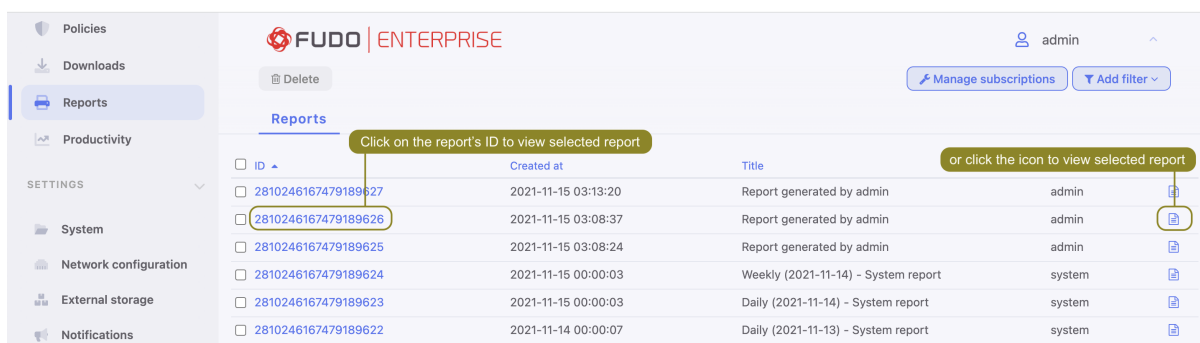 Policies
FUDO ENTERPRISE
admin
Downloads
Delete
Manage subscriptions
Add filter
Reports
Productivity
Reports
Click on the report's ID to view selected report
ID
Created at
Title
or click the icon to view selected report
SETTINGS
2810246167479189627
2021-11-15 03:13:20
Report generated by admin
admin
2810246167479189626
2021-11-15 03:08:37
Report generated by admin
admin
System
2810246167479189625
2021-11-15 03:08:24
Report generated by admin
admin
Network configuration
2810246167479189624
2021-11-15 00:00:03
Weekly (2021-11-14) - System report
system
External storage
2810246167479189623
2021-11-15 00:00:03
Daily (2021-11-14) - System report
system
Notifications
2810246167479189622
2021-11-14 00:00:07
Daily (2021-11-13) - System report
system